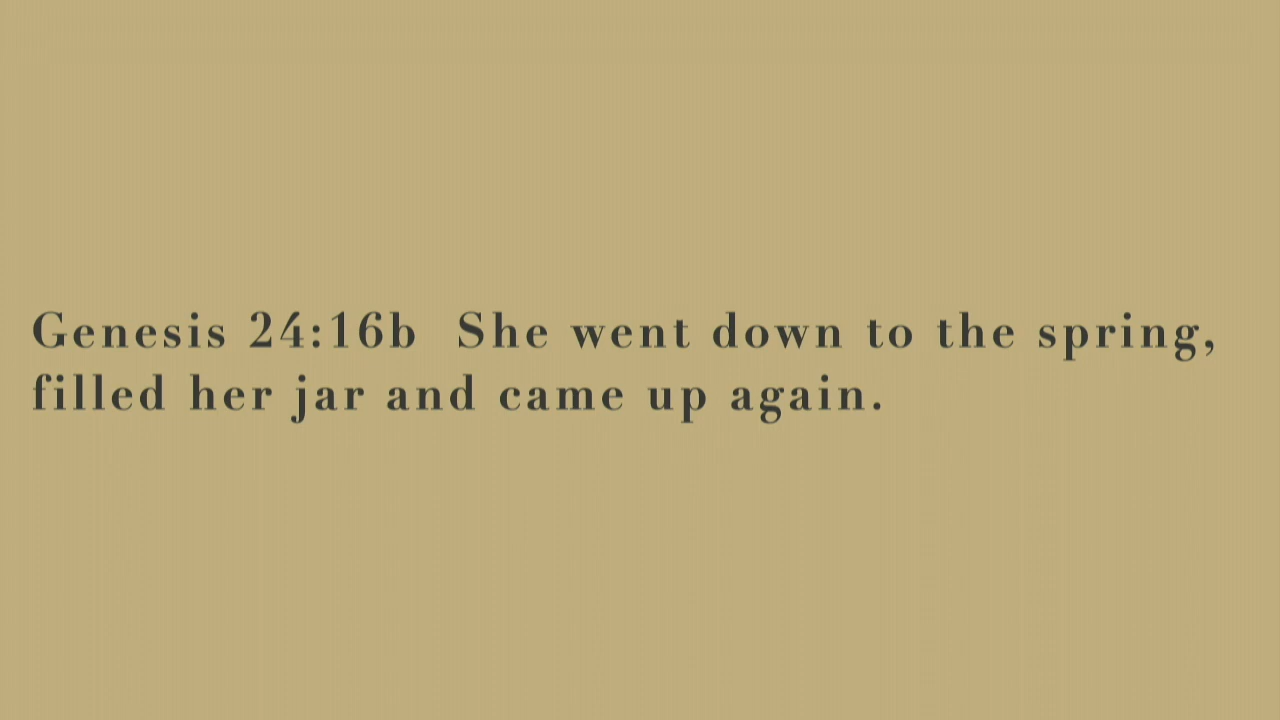 Genesis 24:16b  She went down to the spring,
filled her jar and came up again.